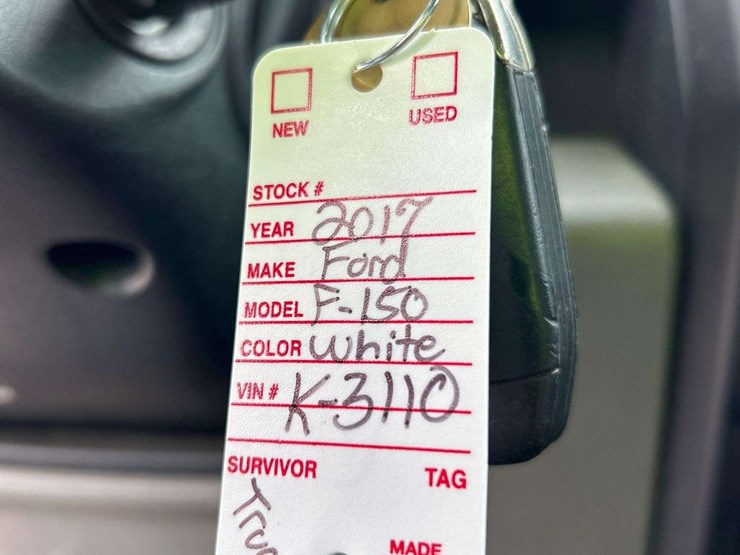 NEW USED
STOCK #
YEAR 2017
MAKE Ford
MODEL F-150
COLOR White
VIN # K-3110
SURVIVOR TAG
MADE